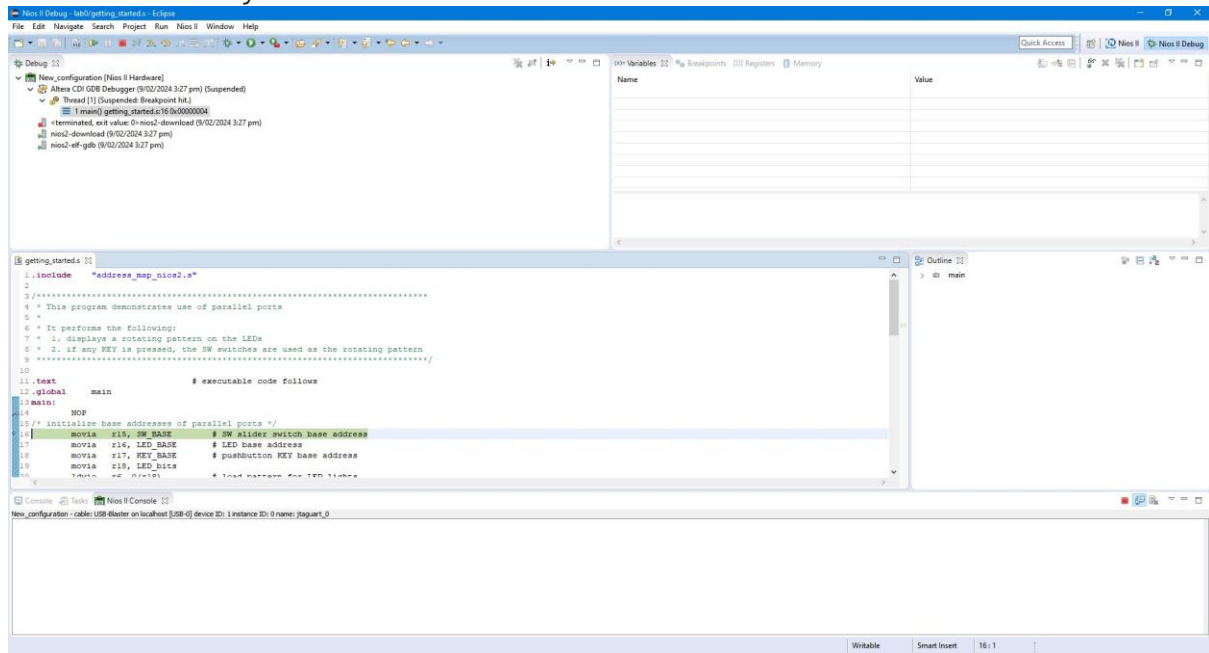 Nios II Debug - lab0/getting_started.s - Eclipse
File Edit Navigate Search Project Run Nios II Window Help
Quick Access Nios II Nios II Debug
Debug
New_configuration [Nios II Hardware]
Altera CDI GDB Debugger (9/02/2024 3:27 pm) (Suspended)
Thread [1] (Suspended: Breakpoint hit.)
1 main() getting_started.s:16 0x00000004
<terminated, exit value: 0> nios2-download (9/02/2024 3:27 pm)
nios2-download (9/02/2024 3:27 pm)
nios2-elf-gdb (9/02/2024 3:27 pm)
(x)= Variables Breakpoints Registers Memory
Name Value
getting_started.s
1 .include "address_map_nios2.s"
2
3 /******************************************************************************
4 * This program demonstrates use of parallel ports
5 *
6 * It performs the following:
7 * 1. displays a rotating pattern on the LEDs
8 * 2. if any KEY is pressed, the SW switches are used as the rotating pattern
9 ******************************************************************************/
10
11 .text # executable code follows
12 .global main
13 main:
14 NOP
15 /* initialize base addresses of parallel ports */
16 movia r15, SW_BASE # SW slider switch base address
17 movia r16, LED_BASE # LED base address
18 movia r17, KEY_BASE # pushbutton KEY base address
19 movia r18, LED_bits
20 ldwio r6, 0(r18) # load pattern for LED lights
Outline
main
Console Tasks Nios II Console
New_configuration - cable: USB-Blaster on localhost [USB-0] device ID: 1 instance ID: 0 name: jtaguart_0
Writable Smart Insert 16 : 1